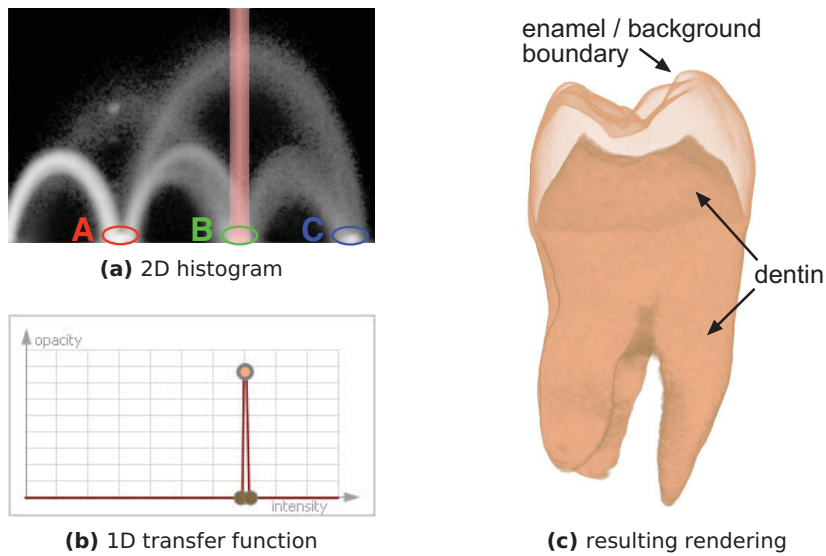 A B C
(a) 2D histogram
opacity
intensity
(b) 1D transfer function
enamel / background
boundary
dentin
(c) resulting rendering